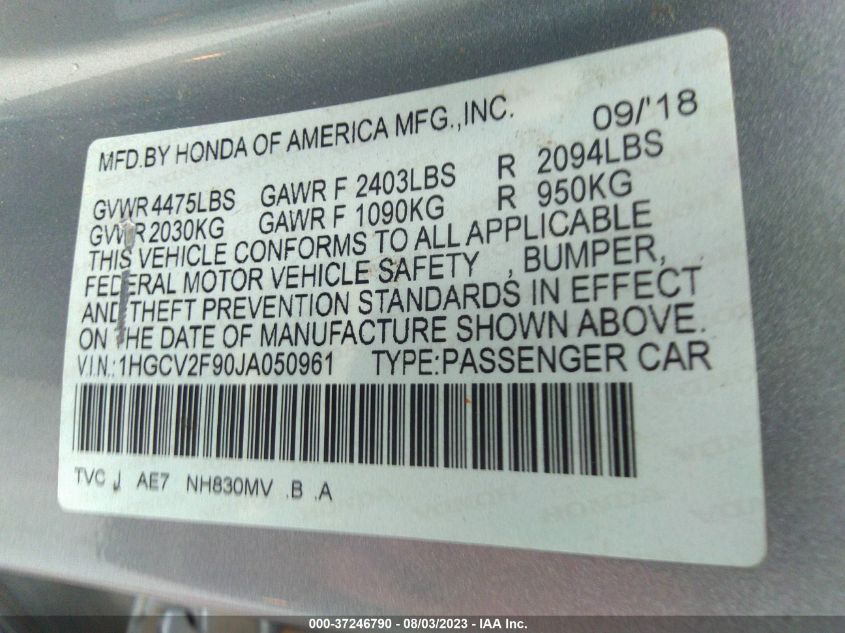 MFD.BY HONDA OF AMERICA MFG.,INC. 09/'18
GVWR 4475LBS GAWR F 2403LBS R 2094LBS
GVWR 2030KG GAWR F 1090KG R 950KG
THIS VEHICLE CONFORMS TO ALL APPLICABLE
FEDERAL MOTOR VEHICLE SAFETY , BUMPER,
AND THEFT PREVENTION STANDARDS IN EFFECT
ON THE DATE OF MANUFACTURE SHOWN ABOVE.
V.I.N.: 1HGCV2F90JA050961 TYPE:PASSENGER CAR
TVC J AE7 NH830MV .B .A
000-37246790 - 08/03/2023 - IAA Inc.